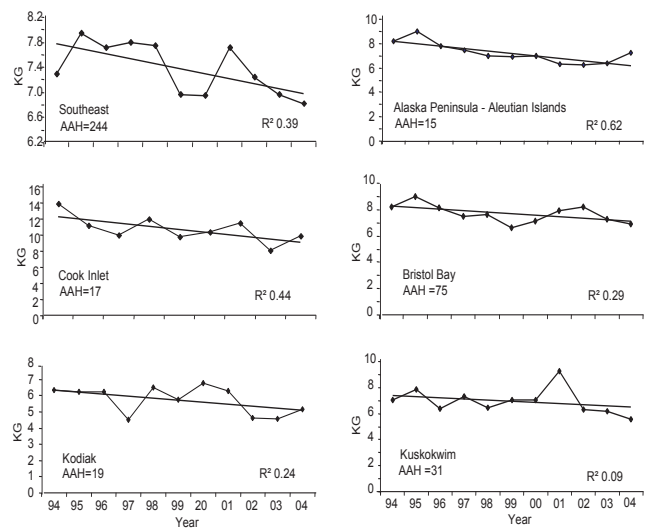 8.2
7.8
7.4
7.0
6.6
6.2
KG
Southeast
AAH=244
R² 0.39
10
8
6
4
2
0
KG
Alaska Peninsula - Aleutian Islands
AAH=15
R² 0.62
16
14
12
10
8
6
4
2
0
KG
Cook Inlet
AAH=17
R² 0.44
10
8
6
4
2
0
KG
Bristol Bay
AAH =75
R² 0.29
8
7
6
5
4
3
2
1
0
KG
Kodiak
AAH=19
R² 0.24
94 95 96 97 98 99 20 01 02 03 04
Year
10
8
6
4
2
0
KG
Kuskokwim
AAH =31
R² 0.09
94 95 96 97 98 99 00 01 02 03 04
Year